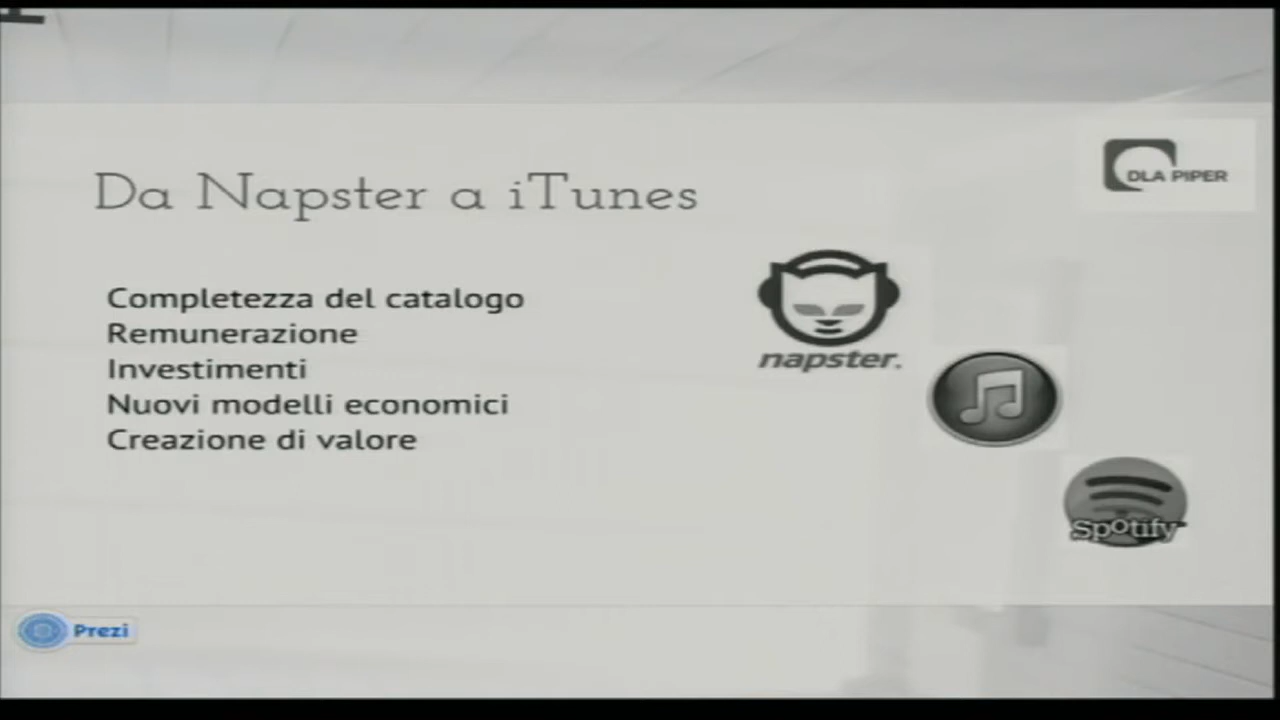 Da Napster a iTunes
DLA PIPER
Completezza del catalogo
Remunerazione
Investimenti
Nuovi modelli economici
Creazione di valore
napster.
Spotify
Prezi